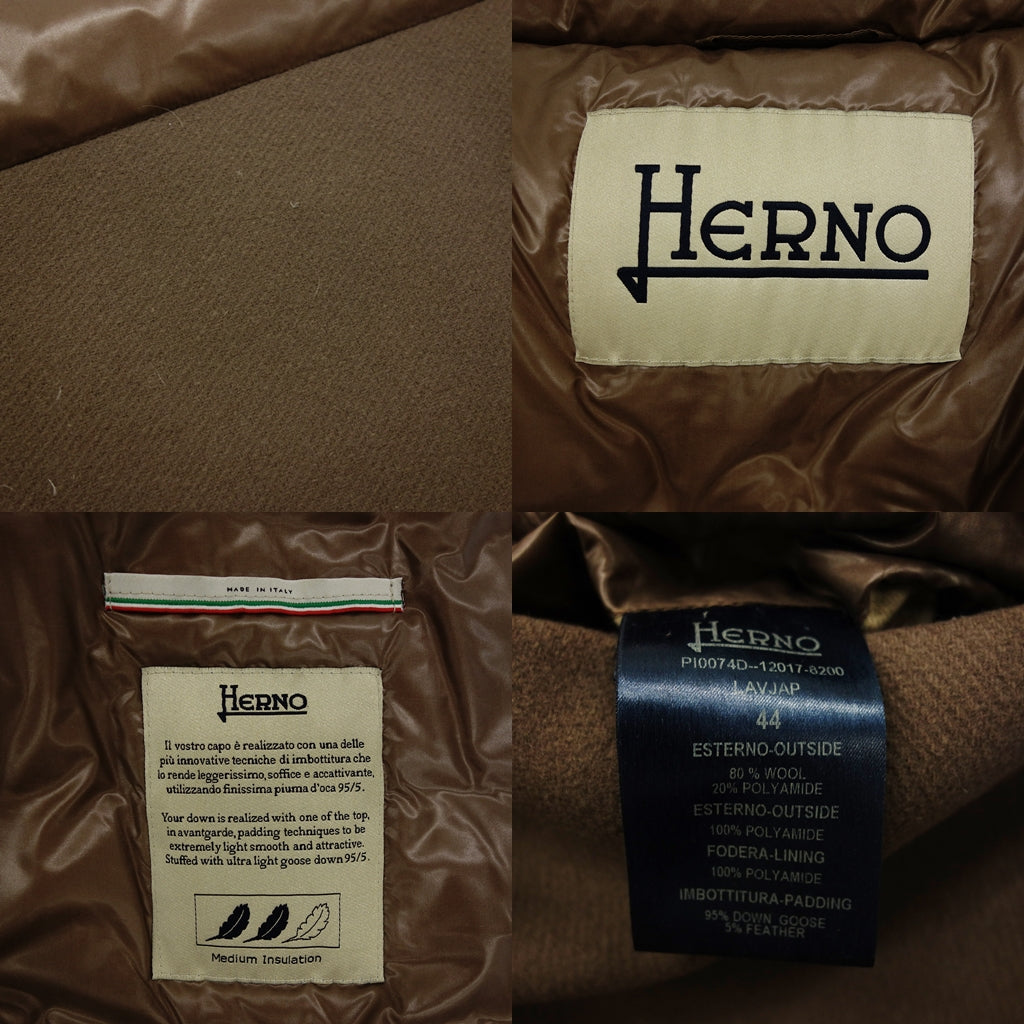 HERNO
MADE IN ITALY
HERNO
Il vostro capo è realizzato con una delle
più innovative tecniche di imbottitura che
lo rende leggerissimo, soffice e accattivante,
utilizzando finissima piuma d'oca 95/5.
Your down is realized with one of the top,
in avantgarde, padding techniques to be
extremely light smooth and attractive.
Stuffed with ultra light goose down 95/5.
Medium Insulation
HERNO
PI0074D--12017-8200
LAVJAP
44
ESTERNO-OUTSIDE
80 % WOOL
20% POLYAMIDE
ESTERNO-OUTSIDE
100% POLYAMIDE
FODERA-LINING
100% POLYAMIDE
IMBOTTITURA-PADDING
95% DOWN GOOSE
5% FEATHER